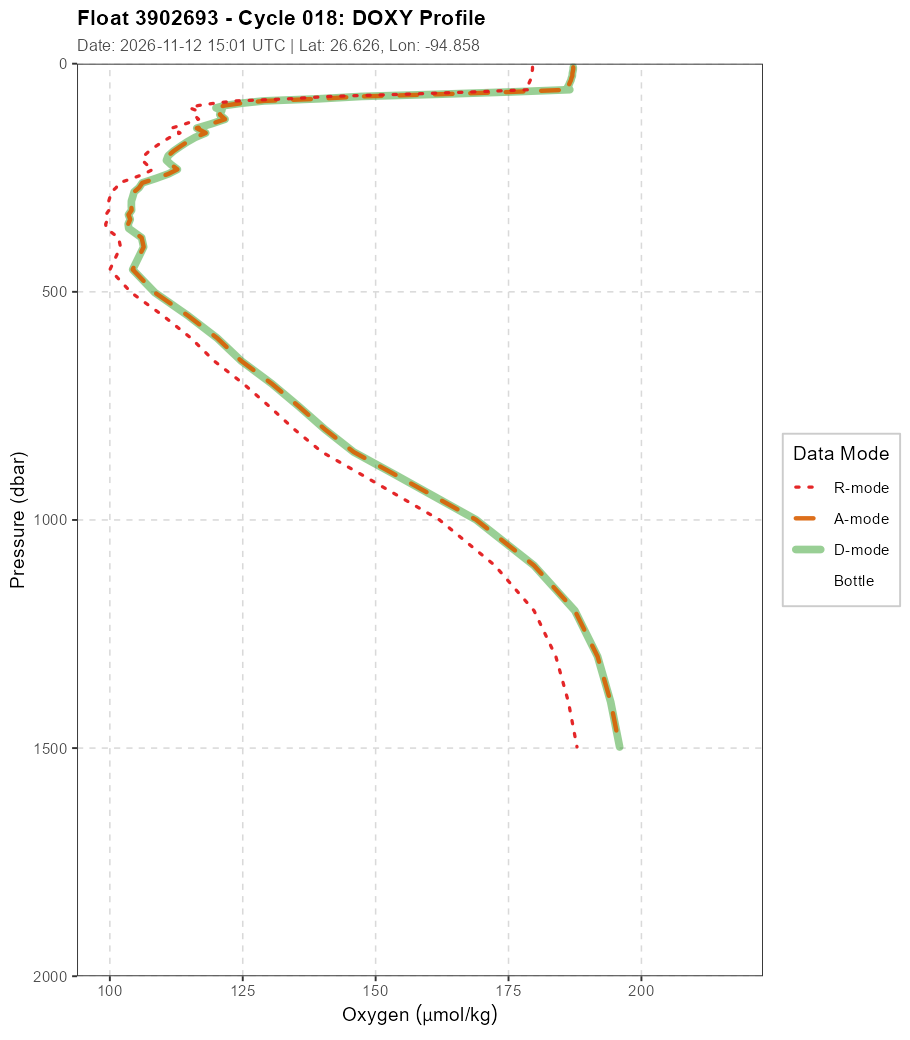 Float 3902693 - Cycle 018: DOXY Profile
Date: 2026-11-12 15:01 UTC | Lat: 26.626, Lon: -94.858
0
500
1000
1500
2000
Pressure (dbar)
100 125 150 175 200
Oxygen (µmol/kg)
Data Mode
R-mode
A-mode
D-mode
Bottle